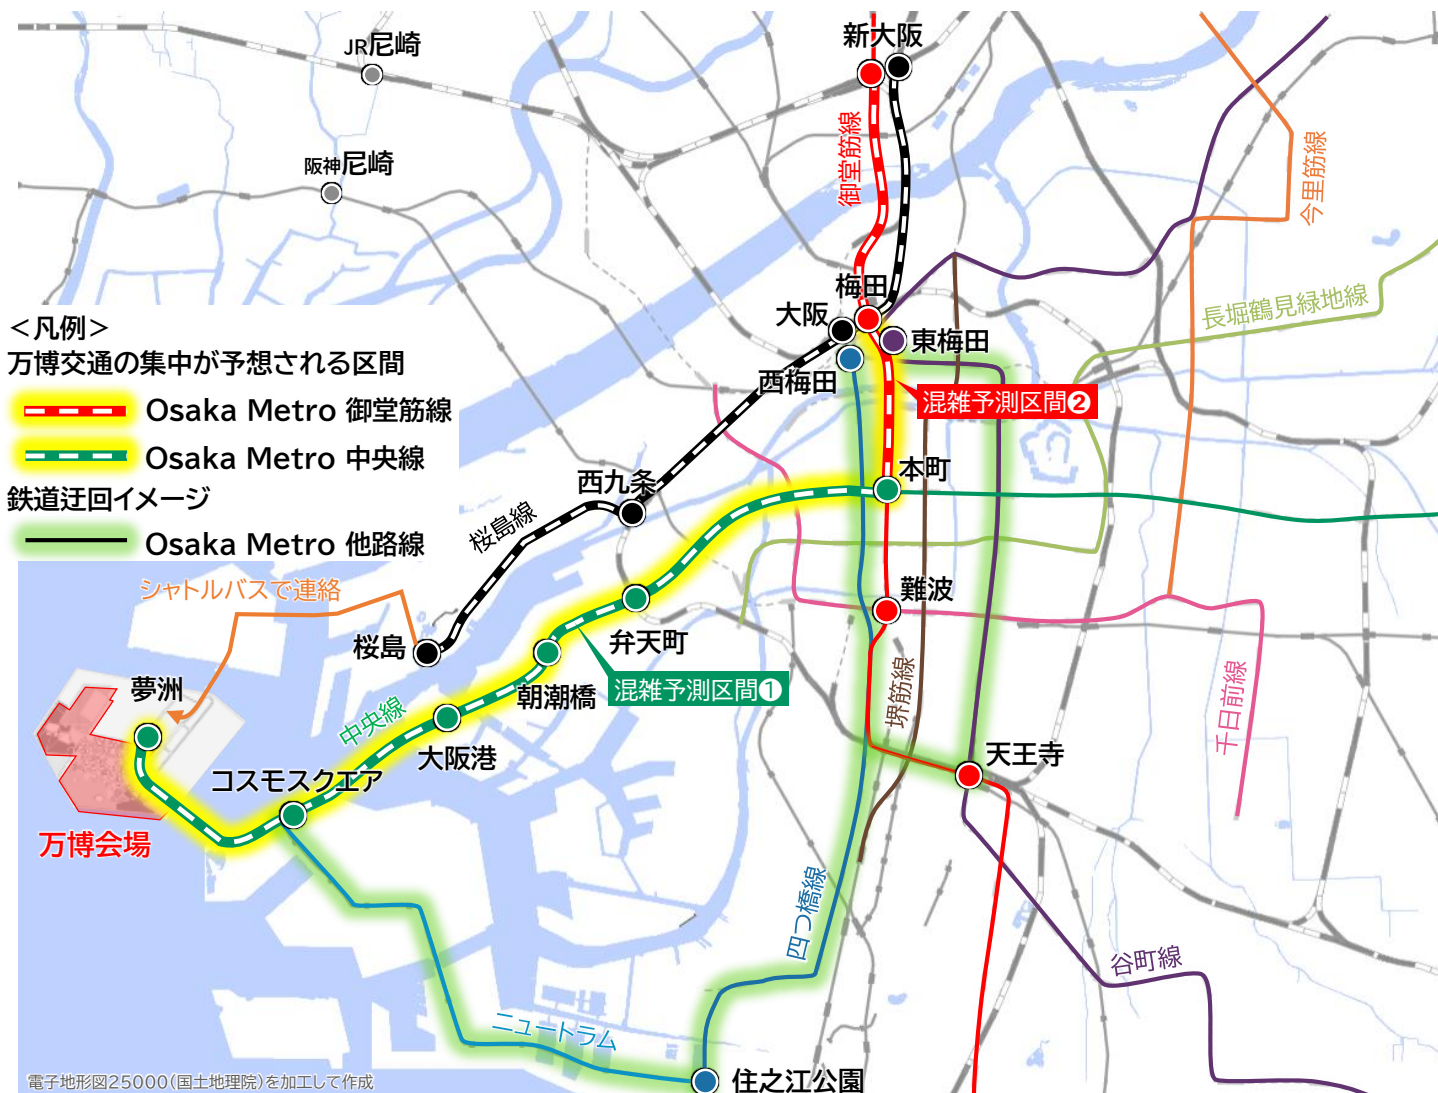 JR尼崎
新大阪
阪神尼崎
御堂筋線
今里筋線
梅田
大阪
東梅田
西梅田
長堀鶴見緑地線
混雑予測区間❷
＜凡例＞
万博交通の集中が予想される区間
Osaka Metro 御堂筋線
Osaka Metro 中央線
鉄道迂回イメージ
Osaka Metro 他路線
本町
西九条
桜島線
シャトルバスで連絡
難波
桜島
弁天町
混雑予測区間❶
朝潮橋
夢洲
中央線
大阪港
コスモスクエア
堺筋線
千日前線
天王寺
万博会場
四つ橋線
谷町線
ニュートラム
住之江公園
電子地形図25000(国土地理院)を加工して作成